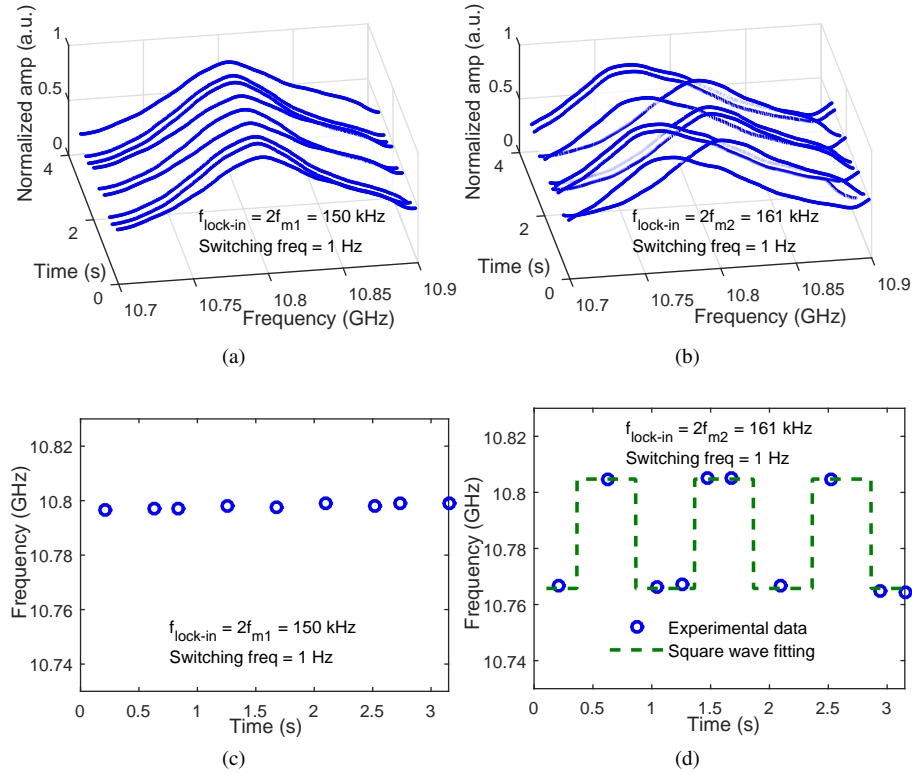 1
0.5
0
Normalized amp (a.u.)
4
2
0
Time (s)
10.7
10.75
10.8
10.85
10.9
Frequency (GHz)
f_lock-in = 2f_m1 = 150 kHz
Switching freq = 1 Hz
(a)
1
0.5
0
Normalized amp (a.u.)
4
2
0
Time (s)
10.7
10.75
10.8
10.85
10.9
Frequency (GHz)
f_lock-in = 2f_m2 = 161 kHz
Switching freq = 1 Hz
(b)
10.82
10.8
10.78
10.76
10.74
Frequency (GHz)
f_lock-in = 2f_m1 = 150 kHz
Switching freq = 1 Hz
0 0.5 1 1.5 2 2.5 3
Time (s)
(c)
10.82
10.8
10.78
10.76
10.74
Frequency (GHz)
f_lock-in = 2f_m2 = 161 kHz
Switching freq = 1 Hz
Experimental data
Square wave fitting
0 0.5 1 1.5 2 2.5 3
Time (s)
(d)